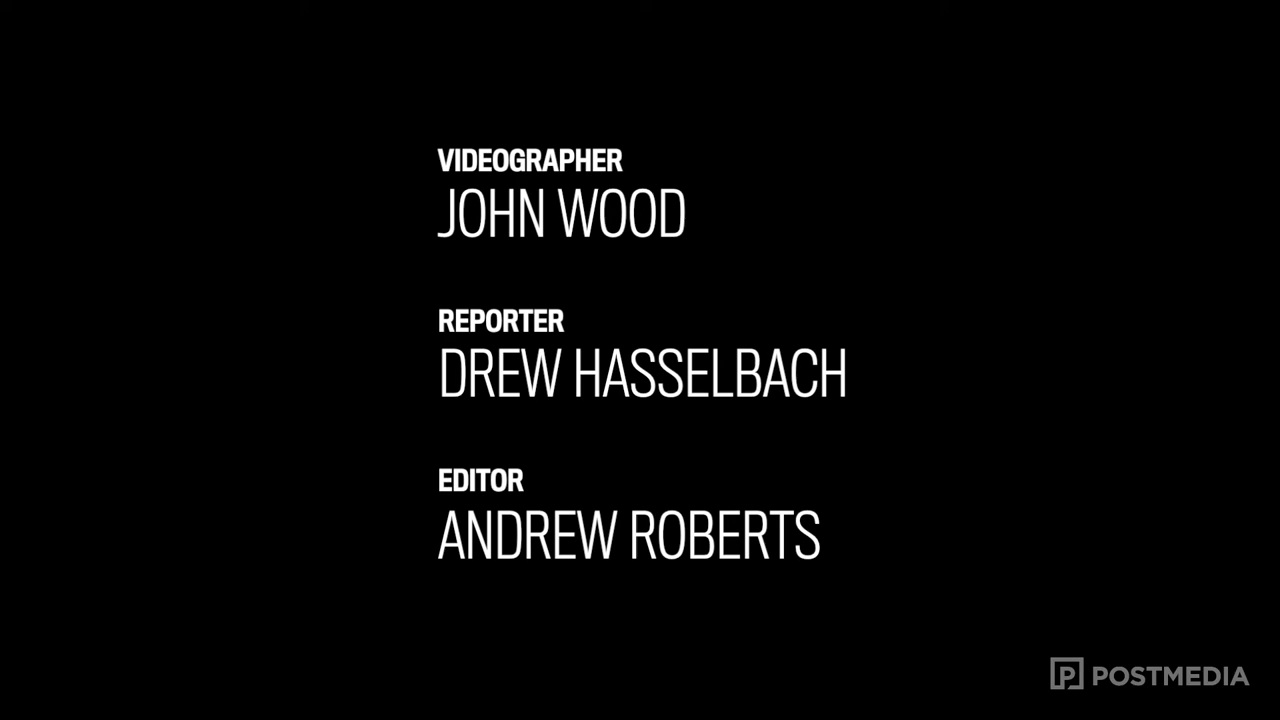 VIDEOGRAPHER
JOHN WOOD
REPORTER
DREW HASSELBACH
EDITOR
ANDREW ROBERTS
P POSTMEDIA